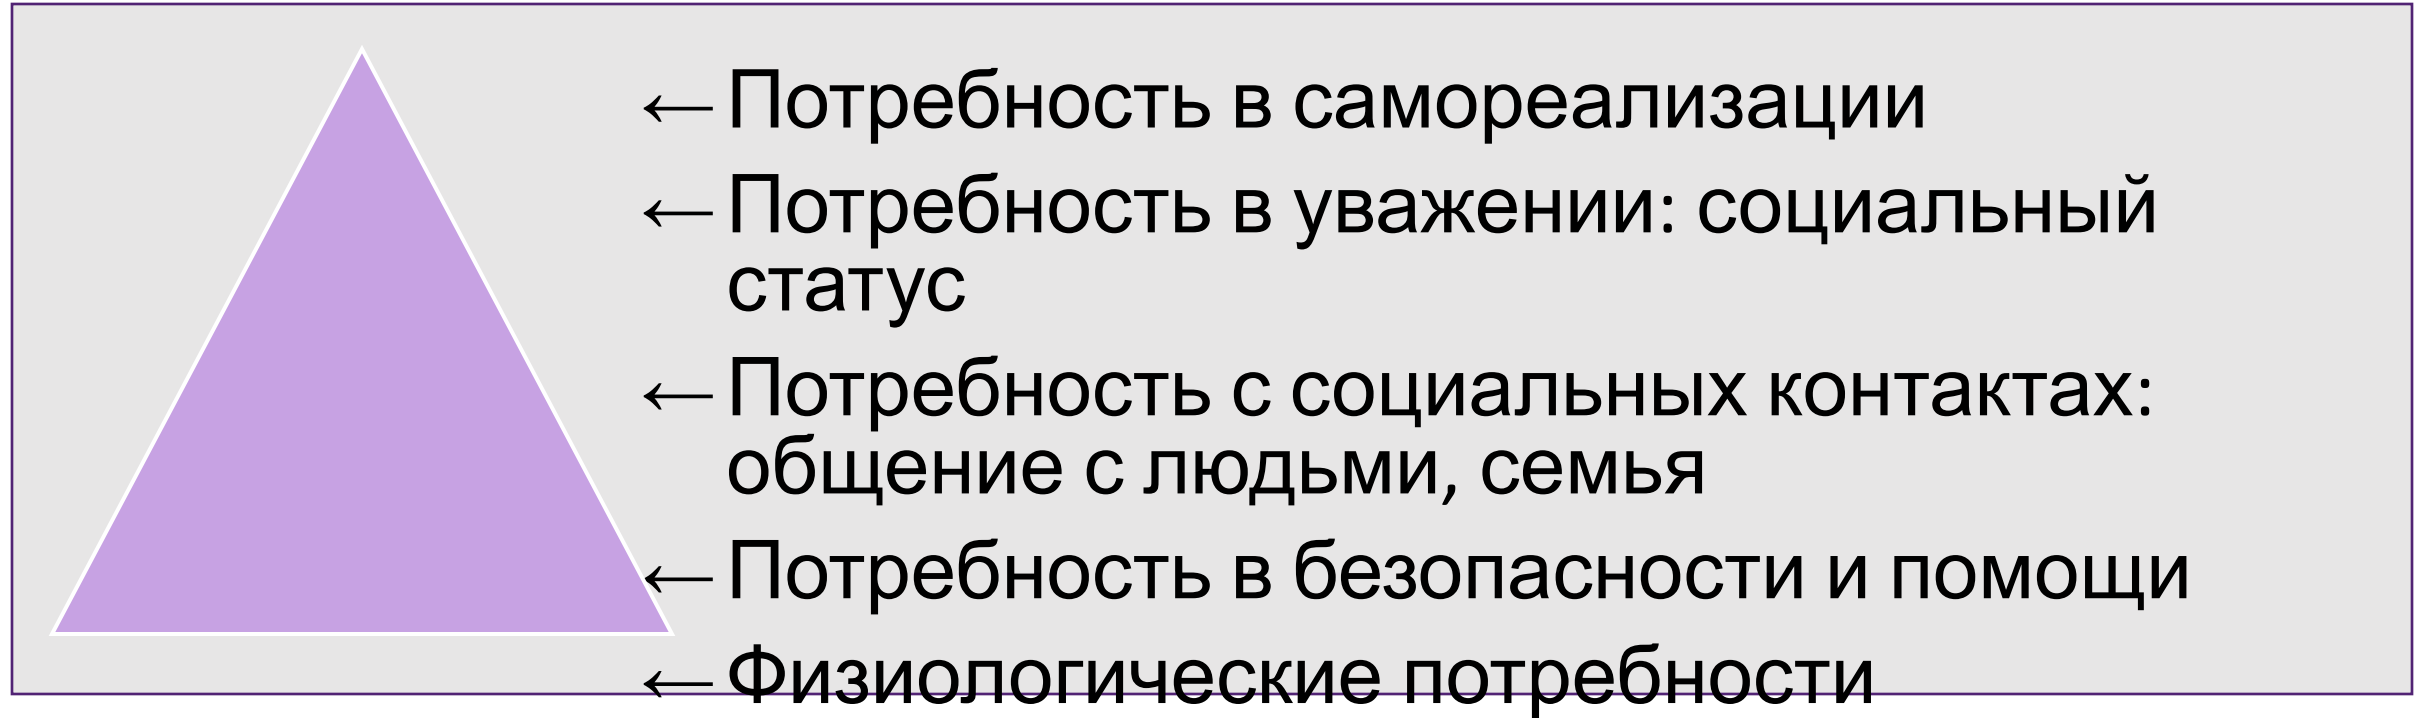 ← Потребность в самореализации
← Потребность в уважении: социальный
статус
← Потребность с социальных контактах:
общение с людьми, семья
← Потребность в безопасности и помощи
← Физиологические потребности